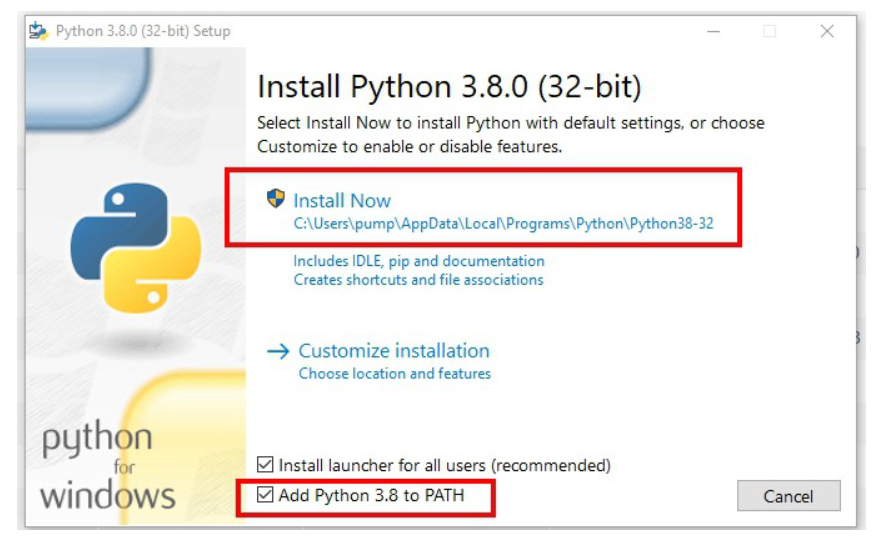 Python 3.8.0 (32-bit) Setup
Install Python 3.8.0 (32-bit)
Select Install Now to install Python with default settings, or choose
Customize to enable or disable features.
Install Now
C:\Users\pump\AppData\Local\Programs\Python\Python38-32
Includes IDLE, pip and documentation
Creates shortcuts and file associations
Customize installation
Choose location and features
python
for
windows
Install launcher for all users (recommended)
Add Python 3.8 to PATH
Cancel